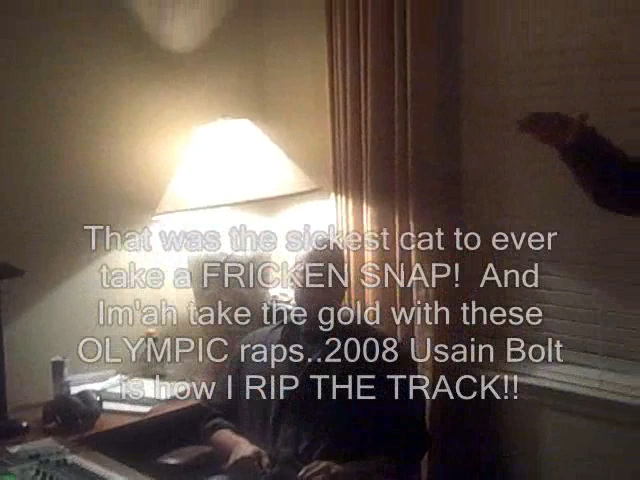 That was the sickest cat to ever
take a FRICKEN SNAP!  And
Im'ah take the gold with these
OLYMPIC raps..2008 Usain Bolt
is how I RIP THE TRACK!!